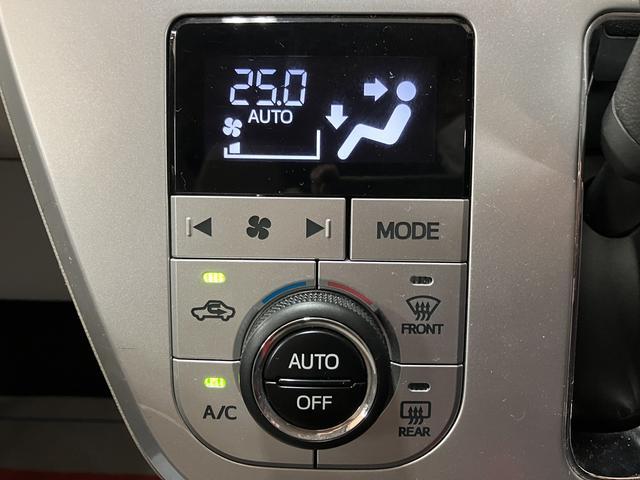 25.0
AUTO
MODE
FRONT
AUTO
OFF
A/C
REAR